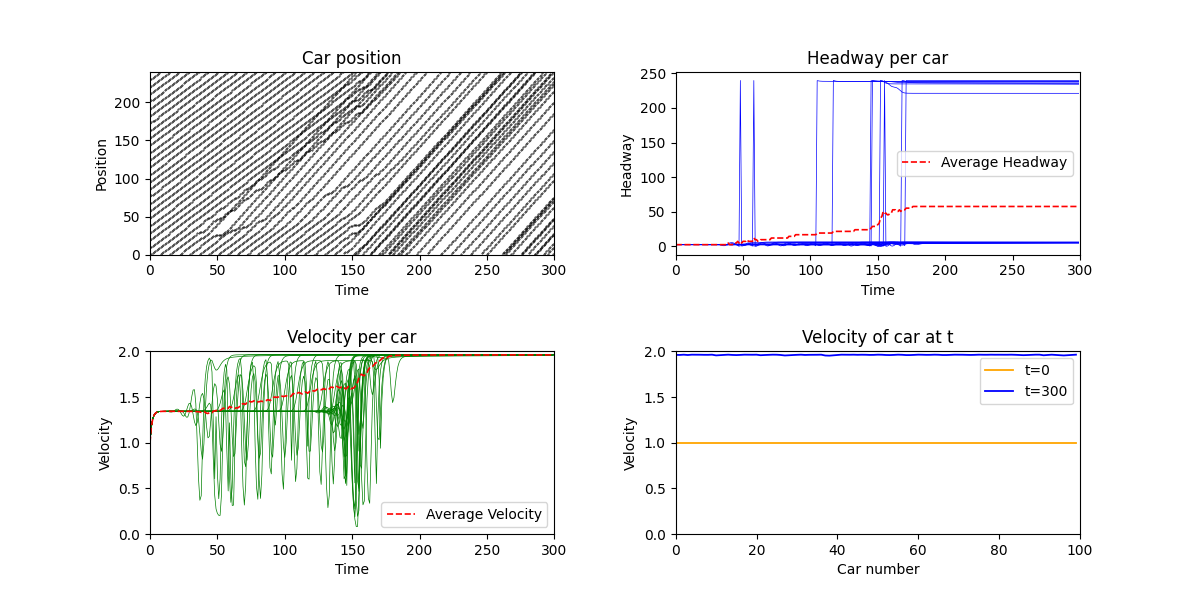 Car position
Position
200
150
100
50
0
0 50 100 150 200 250 300
Time
Headway per car
Headway
250
200
150
100
50
0
Average Headway
0 50 100 150 200 250 300
Time
Velocity per car
Velocity
2.0
1.5
1.0
0.5
0.0
Average Velocity
0 50 100 150 200 250 300
Time
Velocity of car at t
Velocity
2.0
1.5
1.0
0.5
0.0
t=0
t=300
0 20 40 60 80 100
Car number